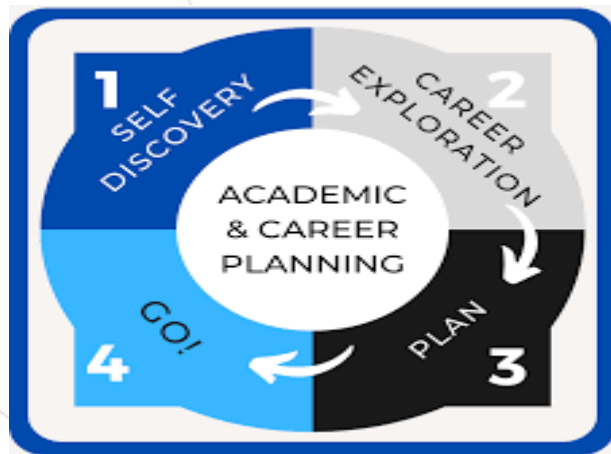 1
SELF
DISCOVERY
2
CAREER
EXPLORATION
ACADEMIC
& CAREER
PLANNING
3
PLAN
4
GO!